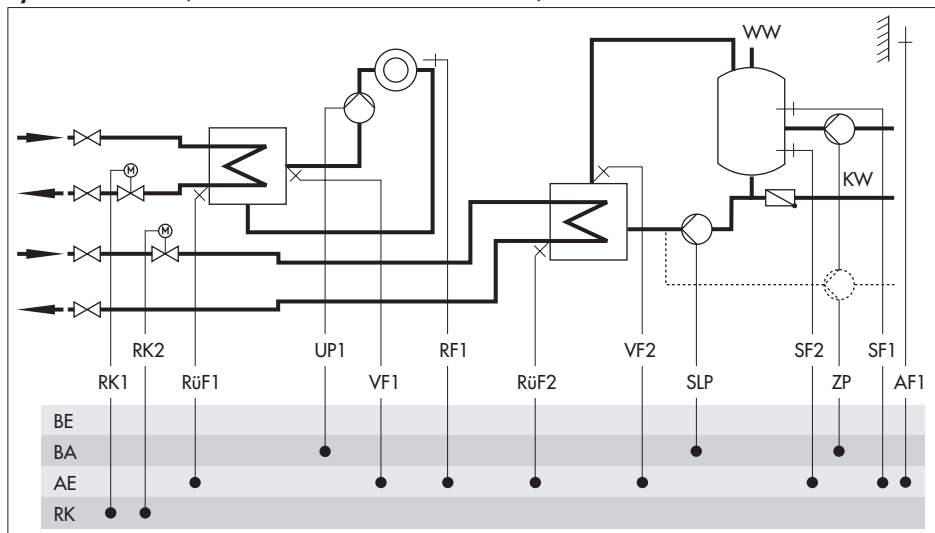 WW
M
KW
M
RK2 UP1 RF1 VF2 SF2 SF1
RK1 RüF1 VF1 RüF2 SLP ZP AF1
BE
BA
AE
RK